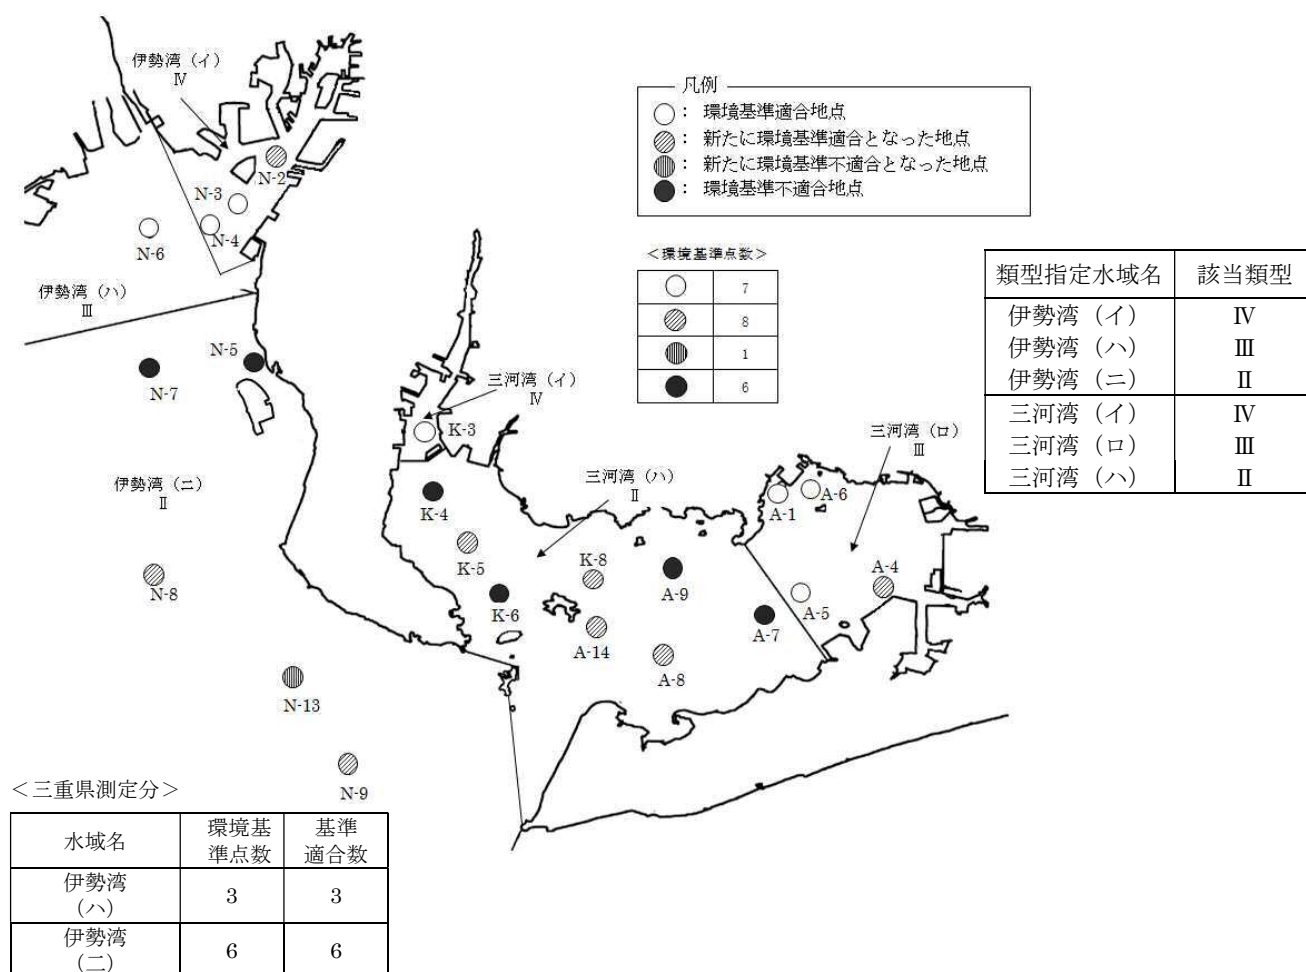 伊勢湾（イ）
Ⅳ
N-2
N-3
N-4
N-6
伊勢湾（ハ）
Ⅲ
N-5
N-7
伊勢湾（ニ）
Ⅱ
N-8
N-13
N-9
凡例
： 環境基準適合地点
： 新たに環境基準適合となった地点
： 新たに環境基準不適合となった地点
： 環境基準不適合地点
＜環境基準点数＞
7
8
1
6
類型指定水域名 該当類型
伊勢湾（イ） Ⅳ
伊勢湾（ハ） Ⅲ
伊勢湾（ニ） Ⅱ
三河湾（イ） Ⅳ
三河湾（ロ） Ⅲ
三河湾（ハ） Ⅱ
三河湾（イ）
Ⅳ
K-3
三河湾（ロ）
Ⅲ
三河湾（ハ）
Ⅱ
K-4
A-1
A-6
K-5
K-8
A-9
A-4
K-6
A-5
A-7
A-14
A-8
＜三重県測定分＞
水域名
環境基
準点数
基準
適合数
伊勢湾
（ハ）
3 3
伊勢湾
（二）
6 6